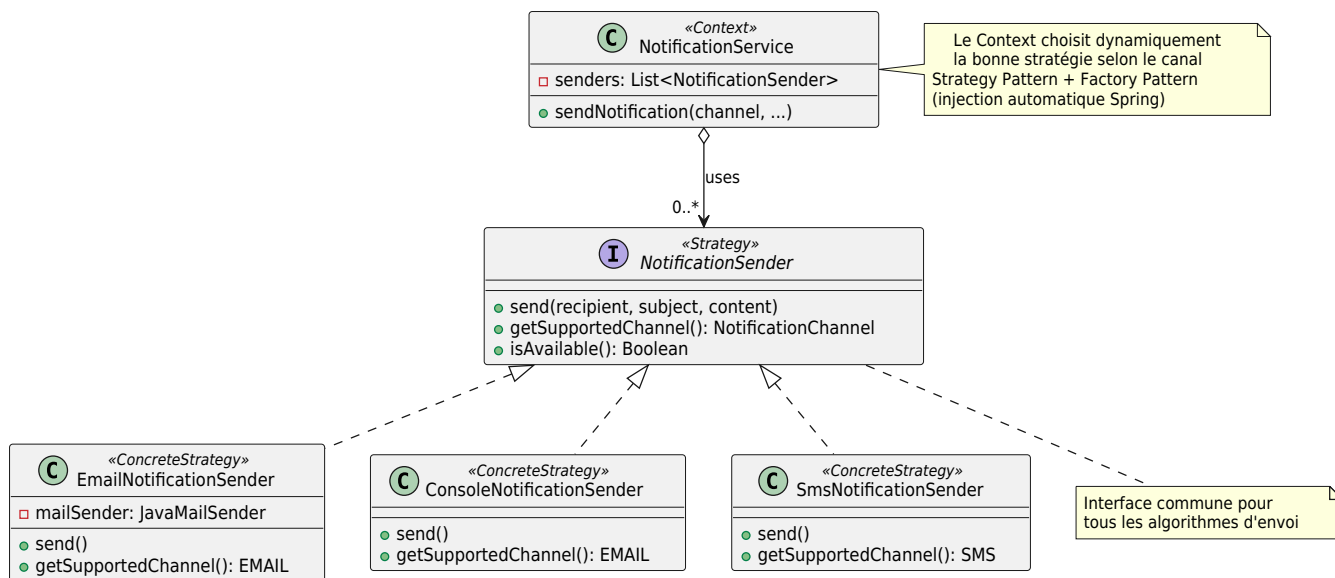 «Context»
C
NotificationService
senders: List<NotificationSender>
sendNotification(channel, ...)
Le Context choisit dynamiquement
la bonne stratégie selon le canal
Strategy Pattern + Factory Pattern
(injection automatique Spring)
uses
0..*
«Strategy»
I
NotificationSender
send(recipient, subject, content)
getSupportedChannel(): NotificationChannel
isAvailable(): Boolean
«ConcreteStrategy»
C
EmailNotificationSender
mailSender: JavaMailSender
send()
getSupportedChannel(): EMAIL
«ConcreteStrategy»
C
ConsoleNotificationSender
send()
getSupportedChannel(): EMAIL
«ConcreteStrategy»
C
SmsNotificationSender
send()
getSupportedChannel(): SMS
Interface commune pour
tous les algorithmes d'envoi